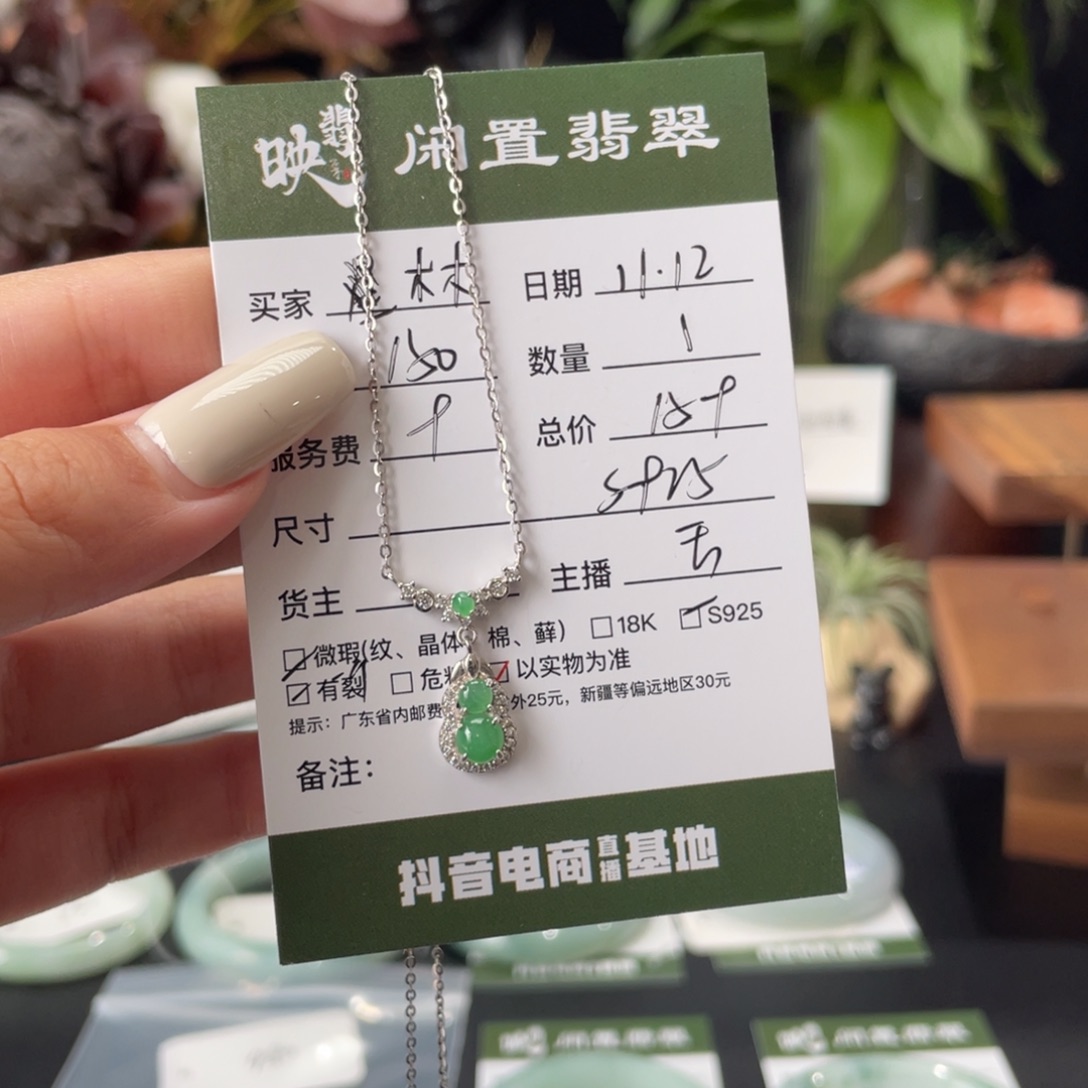 映翡翠 闲置翡翠
买家 林 日期 11.12
150 数量 1
服务费 9 总价 159
尺寸 S925
货主 主播
微瑕(纹、晶体 棉、藓) 18K S925
有裂 危 以实物为准
提示：广东省内邮费 外25元，新疆等偏远地区30元
备注：
抖音电商直播基地